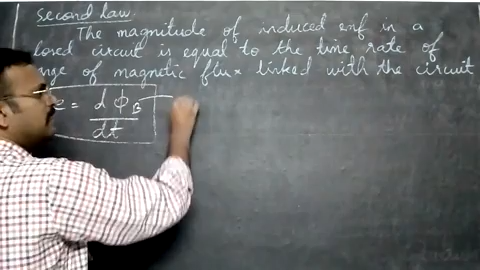 Second law
The magnitude of induced emf in a
losed circuit is equal to the time rate of
nge of magnetic flux linked with the circuit
e = dϕB
dt